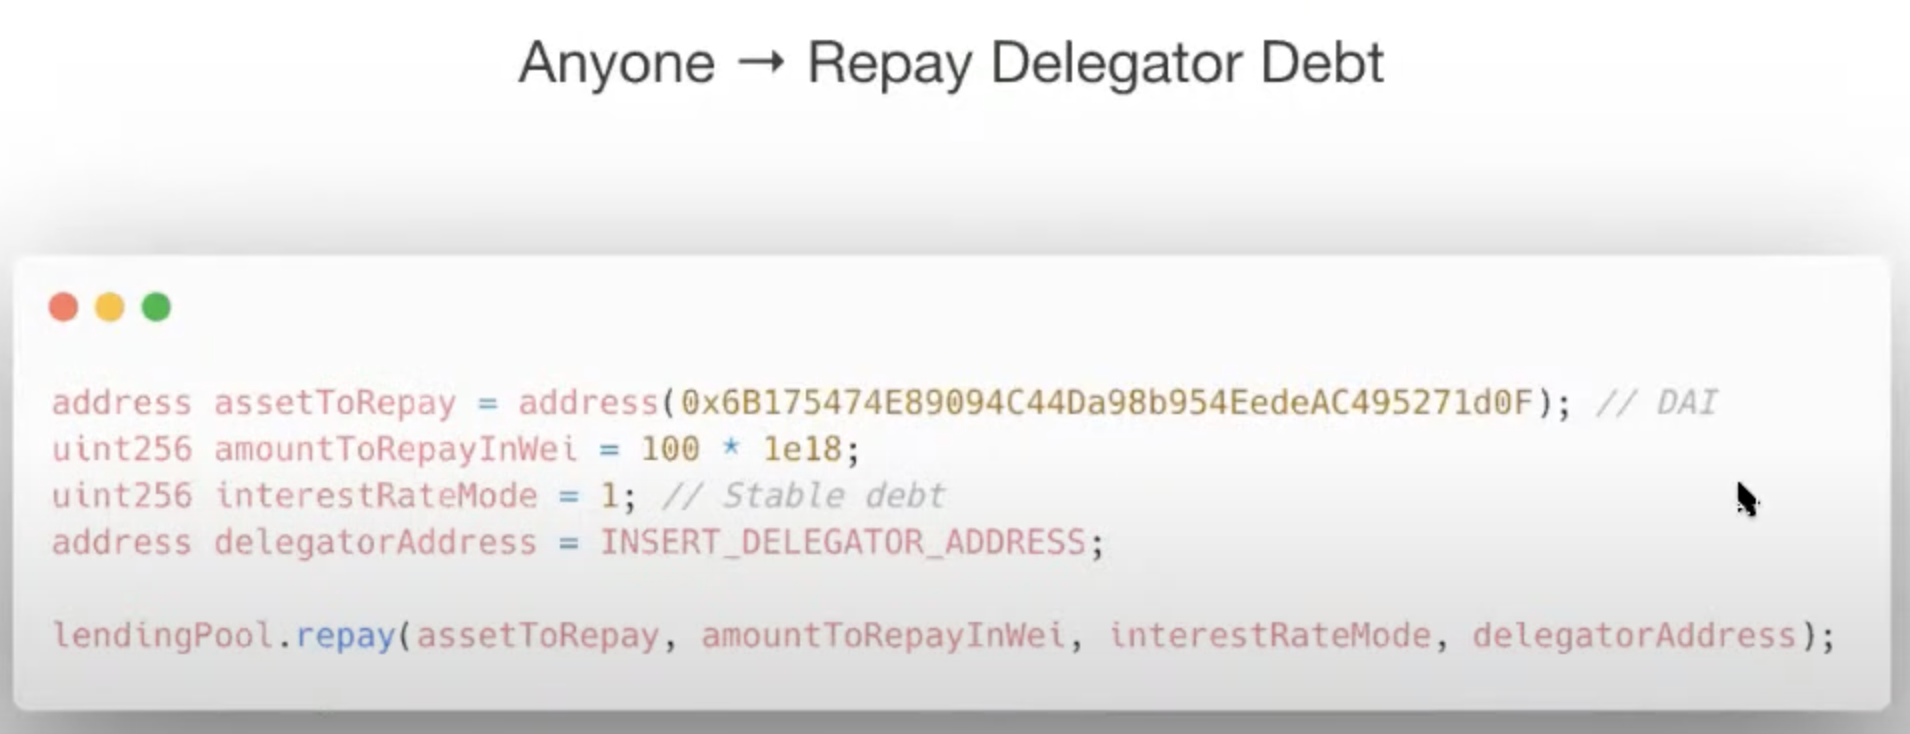 Anyone → Repay Delegator Debt
address assetToRepay = address(0x6B175474E89094C44Da98b954EedeAC495271d0F); // DAI
uint256 amountToRepayInWei = 100 * 1e18;
uint256 interestRateMode = 1; // Stable debt
address delegatorAddress = INSERT_DELEGATOR_ADDRESS;
lendingPool.repay(assetToRepay, amountToRepayInWei, interestRateMode, delegatorAddress);